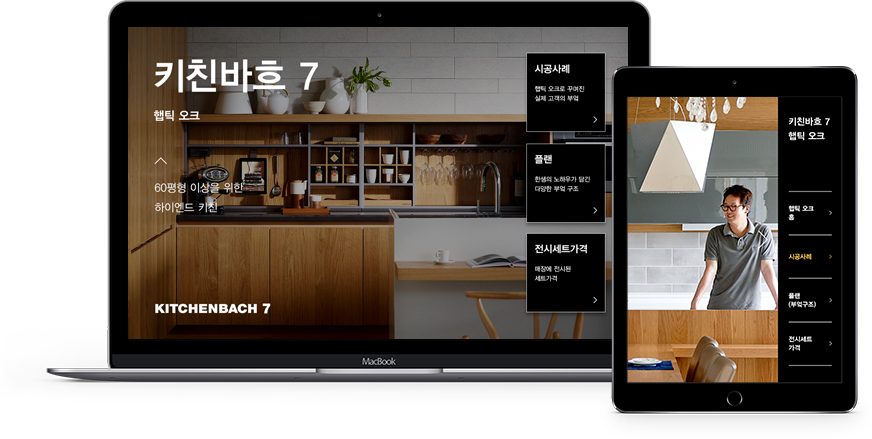 키친바흐 7
햅틱 오크
60평형 이상을 위한
하이엔드 키친
KITCHENBACH 7
시공사례
햅틱 오크로 꾸며진
실제 고객의 부엌
플랜
한샘의 노하우가 담긴
다양한 부엌 구조
전시세트가격
매장에 전시된
세트가격
MacBook
키친바흐 7
햅틱 오크
햅틱 오크
홈
시공사례
플랜
(부엌구조)
전시세트
가격